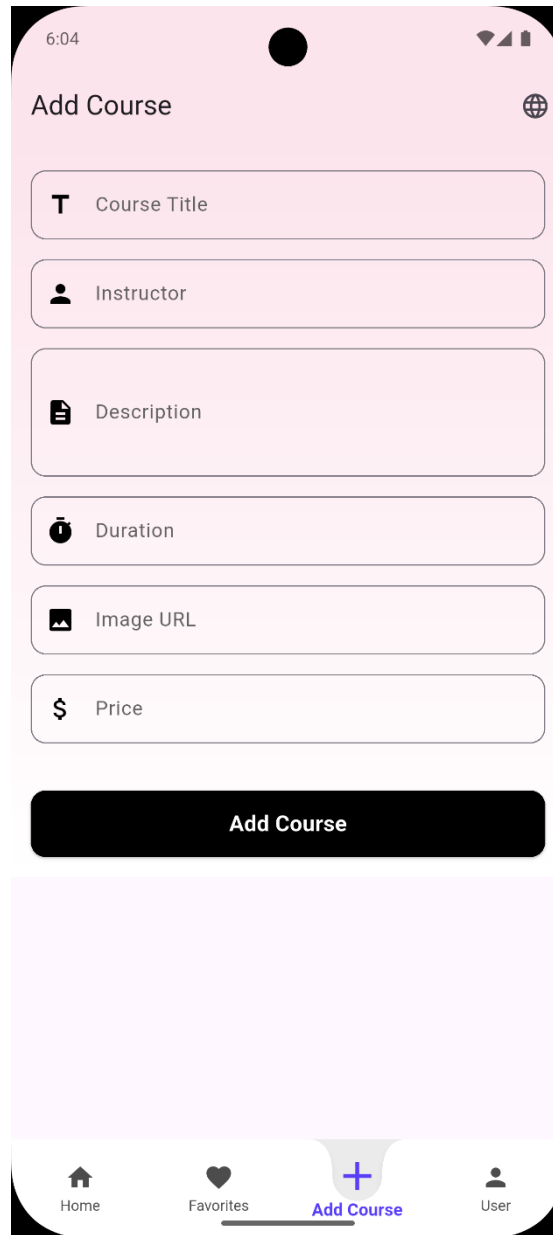 6:04
Add Course
Course Title
Instructor
Description
Duration
Image URL
$ Price
Add Course
Home Favorites Add Course User